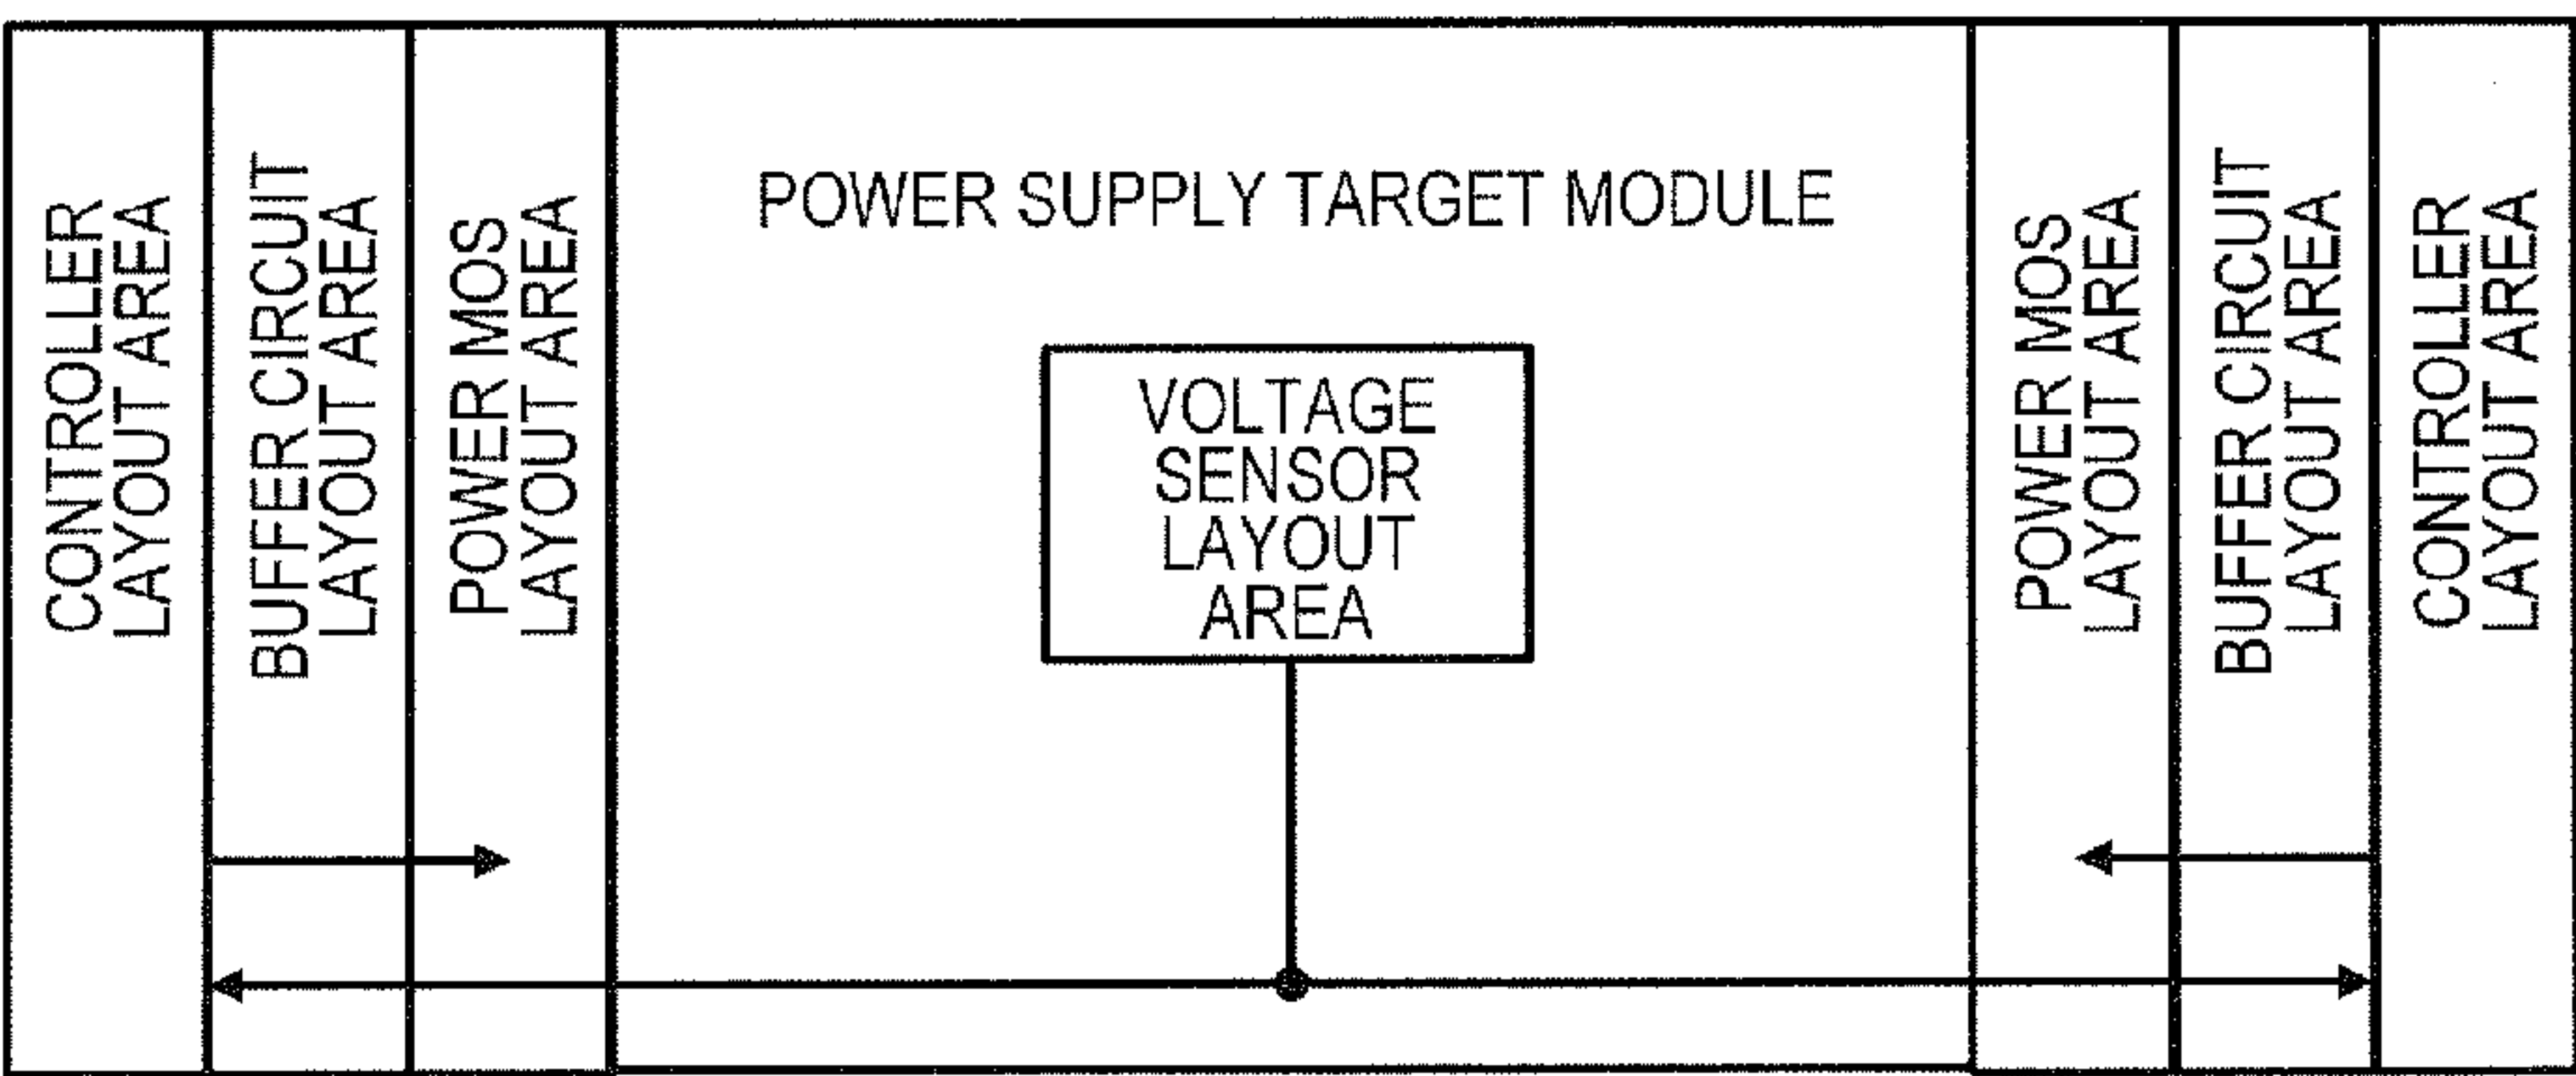 CONTROLLER
LAYOUT AREA
BUFFER CIRCUIT
LAYOUT AREA
POWER MOS
LAYOUT AREA
POWER SUPPLY TARGET MODULE
VOLTAGE
SENSOR
LAYOUT
AREA
POWER MOS
LAYOUT AREA
BUFFER CIRCUIT
LAYOUT AREA
CONTROLLER
LAYOUT AREA